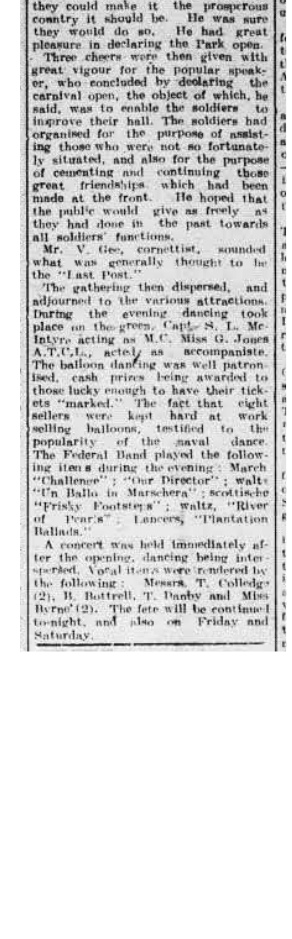 they could make it the prosperous
country it should be. He was sure
they would do so. He had great
pleasure in declaring the Park open.
Three cheers were then given with
great vigour for the popular speak-
er, who concluded by declaring the
carnival open, the object of which, he
said, was to enable the soldiers to
improve their hall. The soldiers had
organised for the purpose of assist-
ing those who were not so fortunate-
ly situated, and also for the purpose
of cementing and continuing those
great friendships which had been
made at the front. He hoped that
the public would give as freely as
they had done in the past towards
all soldiers' functions.
Mr. V. Gee, cornettist, sounded
what was generally thought to be
the "Last Post."
The gathering then dispersed, and
adjourned to the various attractions.
During the evening dancing took
place on the green, Capt. S. L. Mc-
Intyre acting as M.C. Miss G. Jones
A.T.C.L., acted as accompaniste.
The balloon dancing was well patron-
ised, cash prizes being awarded to
those lucky enough to have their tick-
ets "marked." The fact that eight
sellers were kept hard at work
selling balloons, testified to the
popularity of the naval dance.
The Federal Band played the follow-
ing items during the evening: March
"Challenge"; "Our Director"; waltz
"Un Ballo in Marschera"; scottische
"Frisky Footsteps"; waltz, "River
of Pearls"; Lancers, "Plantation
Ballads."
A concert was held immediately af-
ter the opening, dancing being inter-
spersed. Vocal items were rendered by
the following: Messrs. T. Colledge
(2), B. Bottrell, T. Danby and Miss
Byrne (2). The fete will be continued
to-night, and also on Friday and
Saturday.